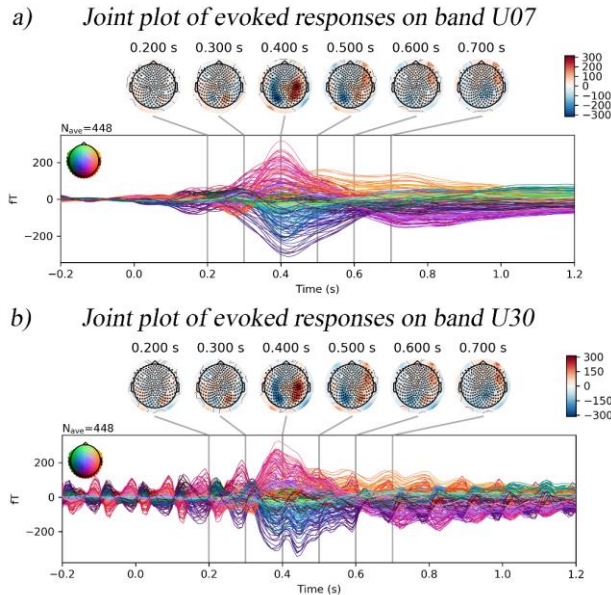 a) Joint plot of evoked responses on band U07
0.200 s 0.300 s 0.400 s 0.500 s 0.600 s 0.700 s
300
200
100
0
−100
−200
−300
Nave=448
200
0
−200
fT
−0.2 0.0 0.2 0.4 0.6 0.8 1.0 1.2
Time (s)
b) Joint plot of evoked responses on band U30
0.200 s 0.300 s 0.400 s 0.500 s 0.600 s 0.700 s
300
150
0
−150
−300
Nave=448
200
0
−200
fT
−0.2 0.0 0.2 0.4 0.6 0.8 1.0 1.2
Time (s)